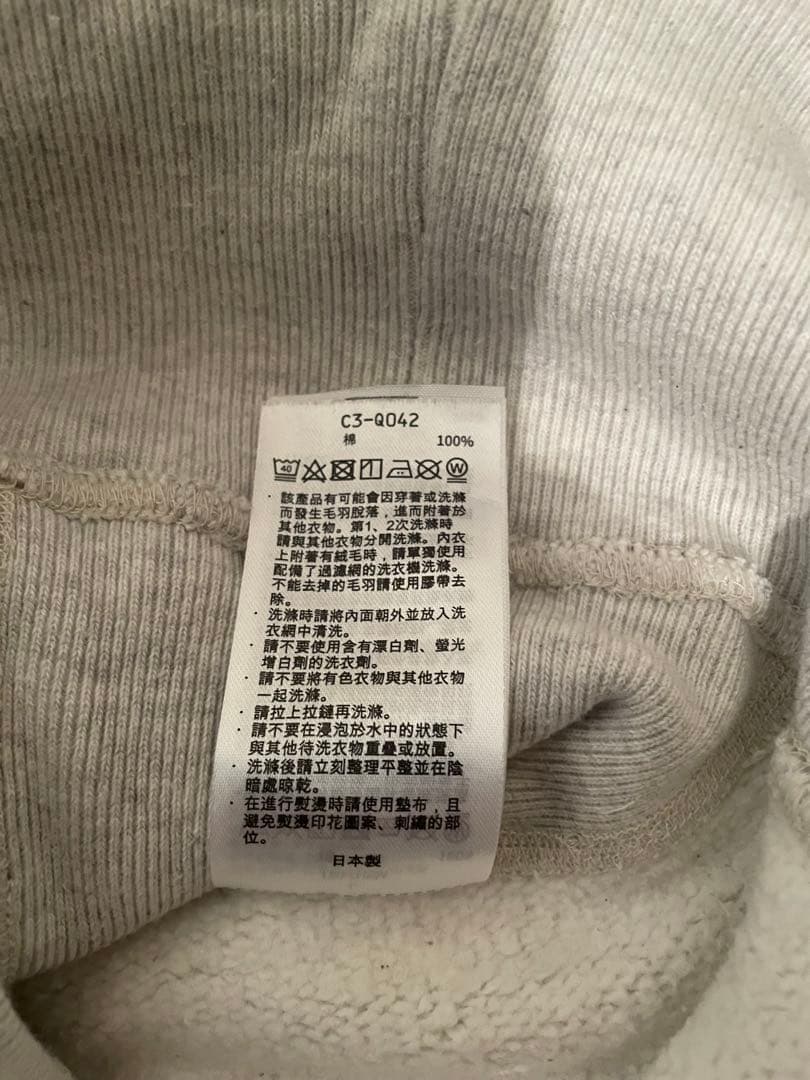 C3-Q042
棉 100%
40
W
· 該產品有可能會因穿著或洗滌
而發生毛羽脫落，進而附著於
其他衣物。第1、2次洗滌時
請與其他衣物分開洗滌。內衣
上附著有絨毛時，請單獨使用
配備了過濾網的洗衣機洗滌。
不能去掉的毛羽請使用膠帶去
除。
· 洗滌時請將內面朝外並放入洗
衣網中清洗。
· 請不要使用含有漂白劑、螢光
增白劑的洗衣劑。
· 請不要將有色衣物與其他衣物
一起洗滌。
· 請拉上拉鏈再洗滌。
· 請不要在浸泡於水中的狀態下
與其他待洗衣物重疊或放置。
· 洗滌後請立刻整理平整並在陰
暗處晾乾。
· 在進行熨燙時請使用墊布，且
避免熨燙印花圖案、刺繡的部
位。
日本製